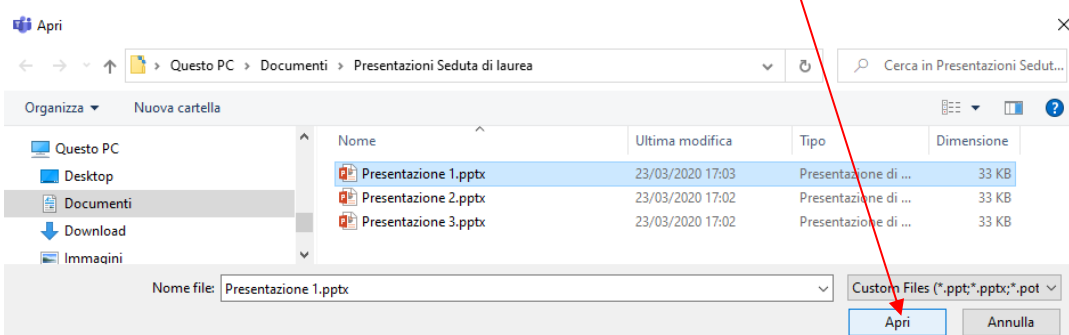 Apri
Questo PC > Documenti > Presentazioni Seduta di laurea
Cerca in Presentazioni Sedut...
Organizza Nuova cartella
Nome Ultima modifica Tipo Dimensione
Questo PC
Desktop
Documenti
Download
Immagini
Presentazione 1.pptx 23/03/2020 17:03 Presentazione di ... 33 KB
Presentazione 2.pptx 23/03/2020 17:02 Presentazione di ... 33 KB
Presentazione 3.pptx 23/03/2020 17:02 Presentazione di ... 33 KB
Nome file: Presentazione 1.pptx Custom Files (*.ppt;*.pptx;*.pot
Apri Annulla